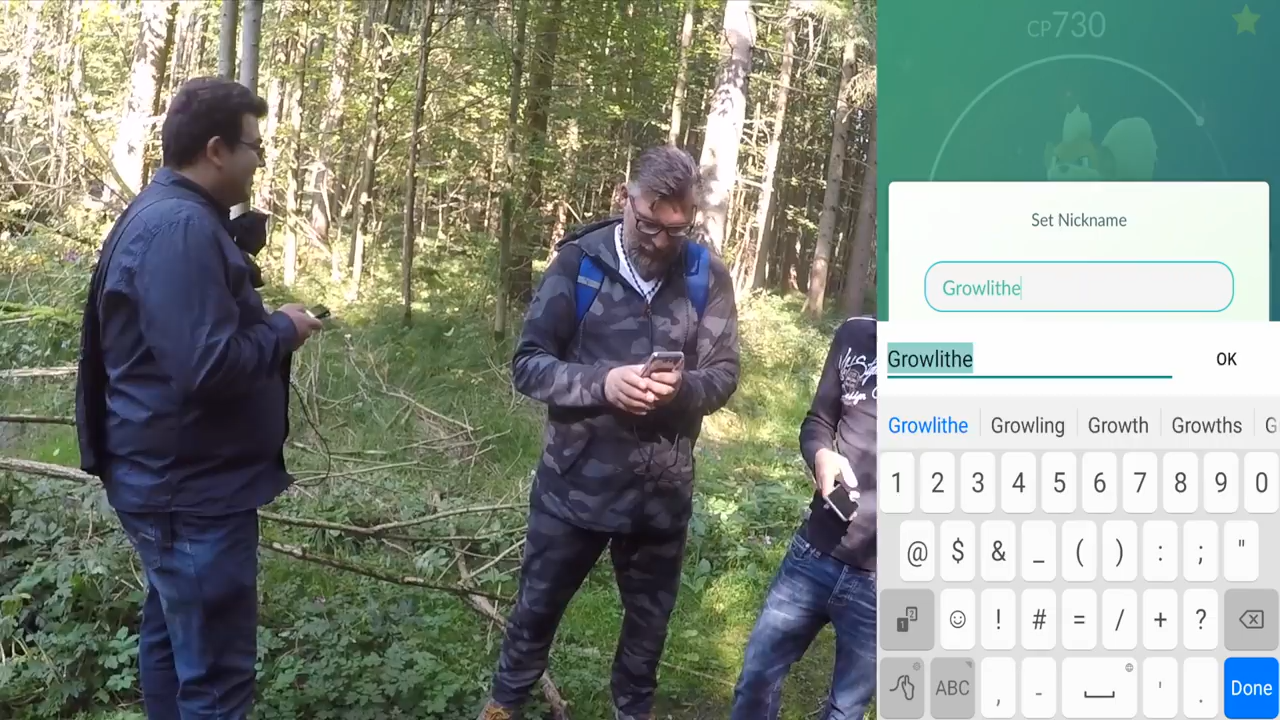 CP730
Set Nickname
Growlithe
Growlithe OK
Growlithe Growling Growth Growths G
1 2 3 4 5 6 7 8 9 0
@ $ & _ ( ) : ; "
! # = / + ?
ABC , - ' . Done